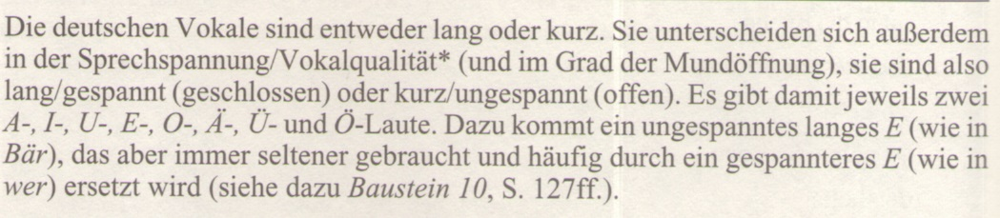 Die deutschen Vokale sind entweder lang oder kurz. Sie unterscheiden sich außerdem
in der Sprechspannung/Vokalqualität* (und im Grad der Mundöffnung), sie sind also
lang/gespannt (geschlossen) oder kurz/ungespannt (offen). Es gibt damit jeweils zwei
A-, I-, U-, E-, O-, Ä-, Ü- und Ö-Laute. Dazu kommt ein ungespanntes langes E (wie in
Bär), das aber immer seltener gebraucht und häufig durch ein gespannteres E (wie in
wer) ersetzt wird (siehe dazu Baustein 10, S. 127ff.).